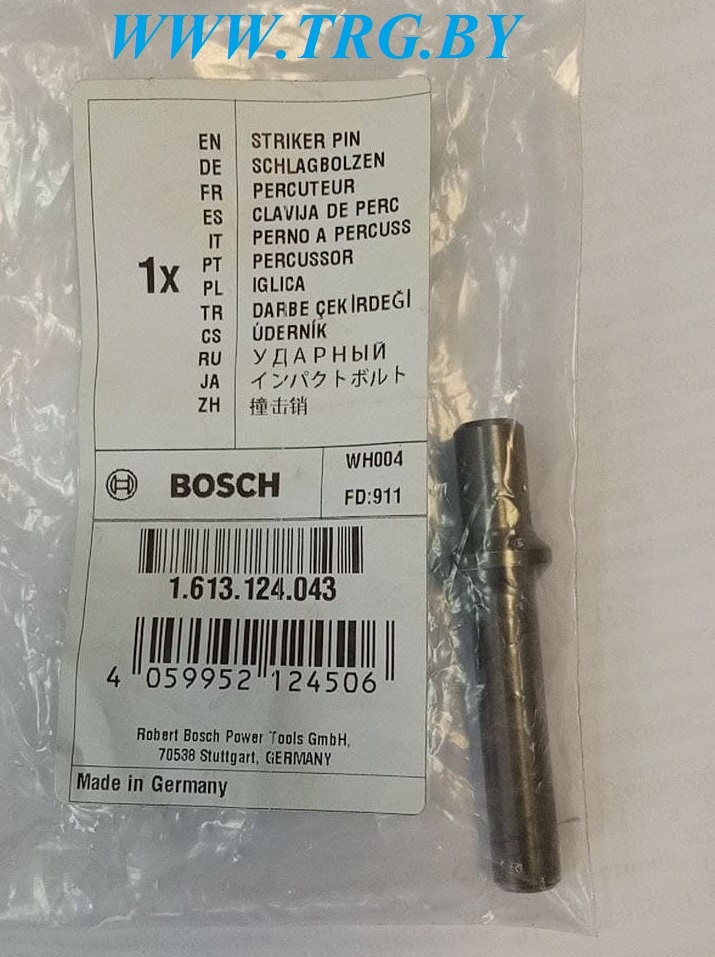 WWW.TRG.BY
1x
EN STRIKER PIN
DE SCHLAGBOLZEN
FR PERCUTEUR
ES CLAVIJA DE PERC
IT PERNO A PERCUSS
PT PERCUSSOR
PL IGLICA
TR DARBE ÇEKİRDEĞİ
CS ÚDERNÍK
RU УДАРНЫЙ
JA インパクトボルト
ZH 撞击销
BOSCH
WH004
FD:911
1.613.124.043
4 059952 124506
Robert Bosch Power Tools GmbH,
70538 Stuttgart, GERMANY
Made in Germany